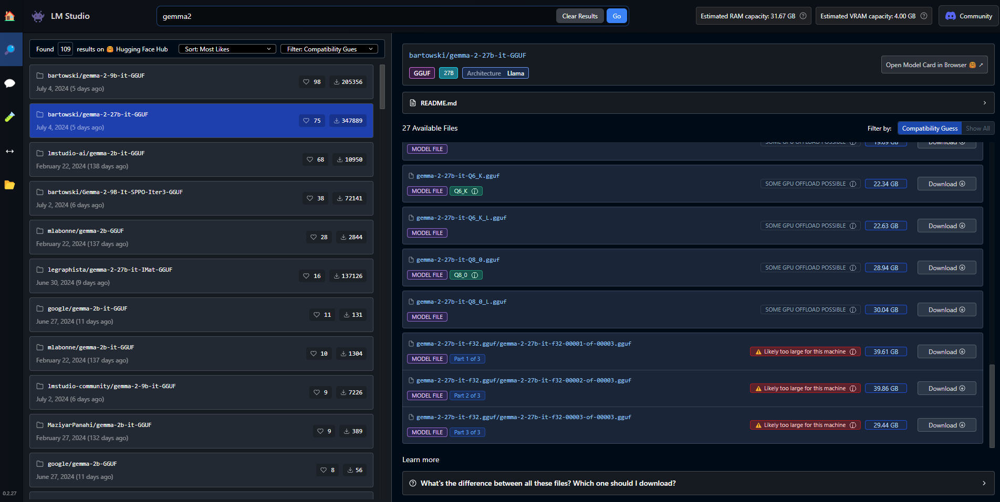 LM Studio
gemma2
Clear Results
Go
Estimated RAM capacity: 31.67 GB
Estimated VRAM capacity: 4.00 GB
Community
Found 109 results on 🤗 Hugging Face Hub
Sort: Most Likes
Filter: Compatibility Gues
bartowski/gemma-2-9b-it-GGUF
98 205356
July 4, 2024 (5 days ago)
bartowski/gemma-2-27b-it-GGUF
75 347889
July 4, 2024 (5 days ago)
lmstudio-ai/gemma-2b-it-GGUF
68 10950
February 22, 2024 (138 days ago)
bartowski/Gemma-2-9B-It-SPPO-Iter3-GGUF
38 72141
July 2, 2024 (6 days ago)
mlabonne/gemma-2b-GGUF
28 2844
February 22, 2024 (137 days ago)
legraphista/gemma-2-27b-it-IMat-GGUF
16 137126
June 30, 2024 (9 days ago)
google/gemma-2b-it-GGUF
11 131
June 27, 2024 (11 days ago)
mlabonne/gemma-2b-it-GGUF
10 1304
February 22, 2024 (137 days ago)
lmstudio-community/gemma-2-9b-it-GGUF
9 7226
July 2, 2024 (6 days ago)
MaziyarPanahi/gemma-2b-it-GGUF
9 389
February 27, 2024 (132 days ago)
google/gemma-2b-GGUF
8 56
June 27, 2024 (11 days ago)
0.2.27
bartowski/gemma-2-27b-it-GGUF
GGUF 27B Architecture Llama
Open Model Card in Browser 🤗 ↗
README.md
27 Available Files
Filter by: Compatibility Guess Show All
SOME GPU OFFLOAD POSSIBLE 19.69 GB Download
MODEL FILE
gemma-2-27b-it-Q6_K.gguf
SOME GPU OFFLOAD POSSIBLE 22.34 GB Download
MODEL FILE Q6_K
gemma-2-27b-it-Q6_K_L.gguf
SOME GPU OFFLOAD POSSIBLE 22.63 GB Download
MODEL FILE
gemma-2-27b-it-Q8_0.gguf
SOME GPU OFFLOAD POSSIBLE 28.94 GB Download
MODEL FILE Q8_0
gemma-2-27b-it-Q8_0_L.gguf
SOME GPU OFFLOAD POSSIBLE 30.04 GB Download
MODEL FILE
gemma-2-27b-it-f32.gguf/gemma-2-27b-it-f32-00001-of-00003.gguf
Likely too large for this machine 39.61 GB Download
MODEL FILE Part 1 of 3
gemma-2-27b-it-f32.gguf/gemma-2-27b-it-f32-00002-of-00003.gguf
Likely too large for this machine 39.86 GB Download
MODEL FILE Part 2 of 3
gemma-2-27b-it-f32.gguf/gemma-2-27b-it-f32-00003-of-00003.gguf
Likely too large for this machine 29.44 GB Download
MODEL FILE Part 3 of 3
Learn more
What's the difference between all these files? Which one should I download?